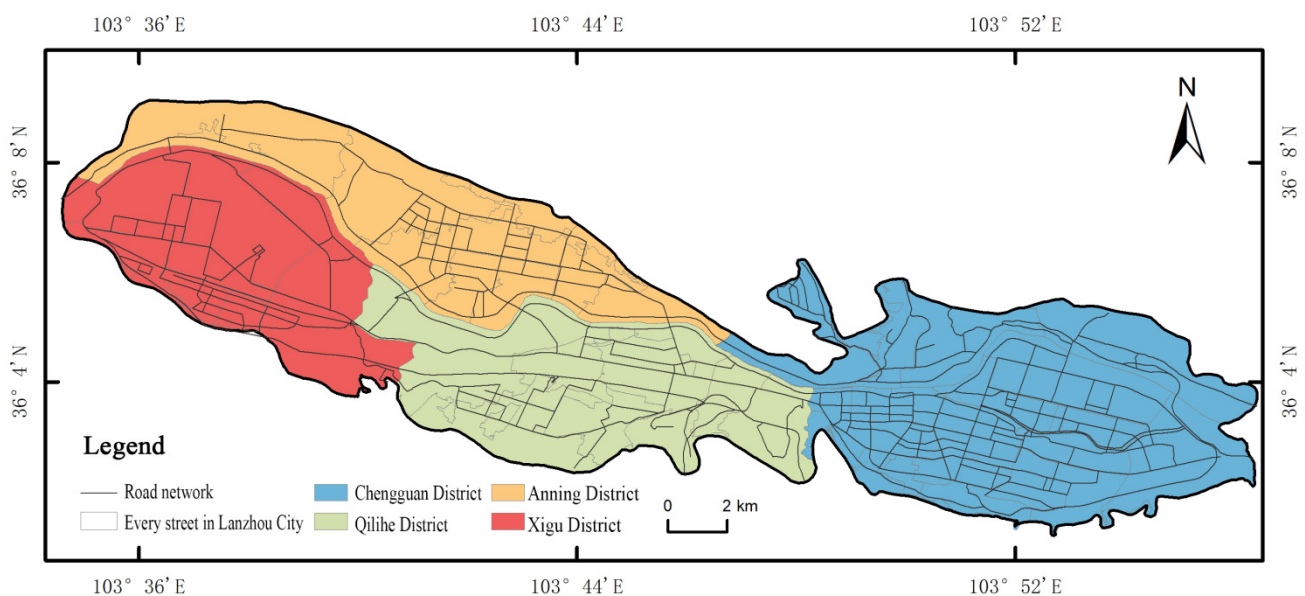 103° 36'E 103° 44'E 103° 52'E
N
36° 8'N 36° 8'N
36° 4'N 36° 4'N
Legend
Road network Chengguan District Anning District 0 2 km
Every street in Lanzhou City Qilihe District Xigu District
103° 36'E 103° 44'E 103° 52'E